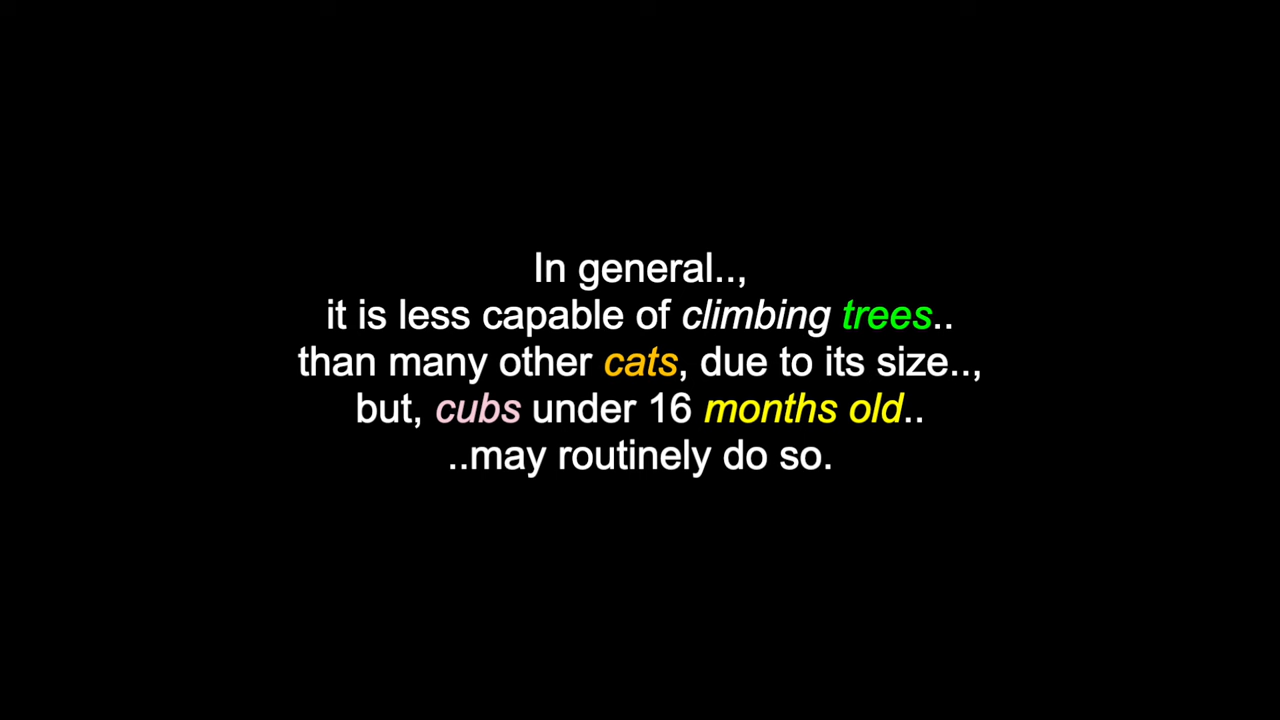 In general..,
it is less capable of climbing trees..
than many other cats, due to its size..,
but, cubs under 16 months old..
..may routinely do so.